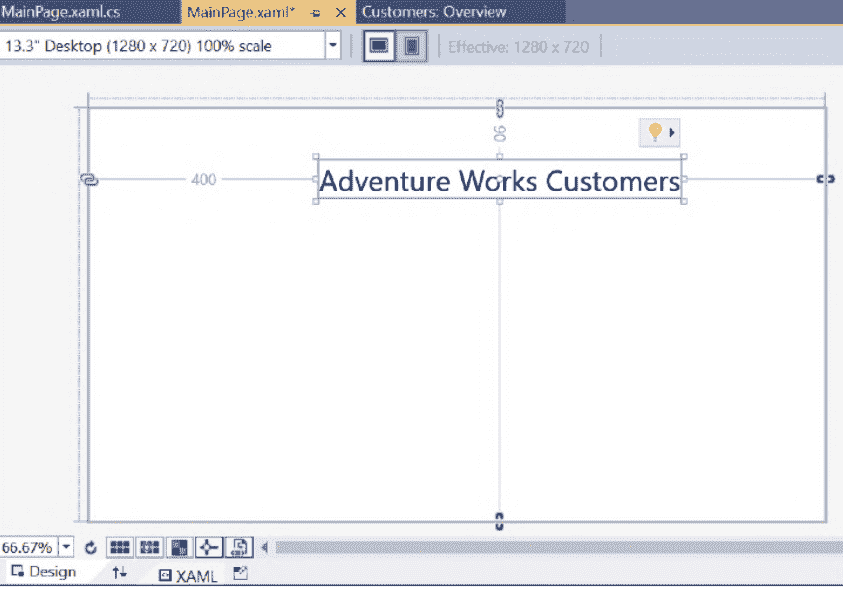 MainPage.xaml.cs MainPage.xaml* Customers: Overview
13.3" Desktop (1280 x 720) 100% scale Effective: 1280 x 720
90
400 Adventure Works Customers
66.67%
Design XAML